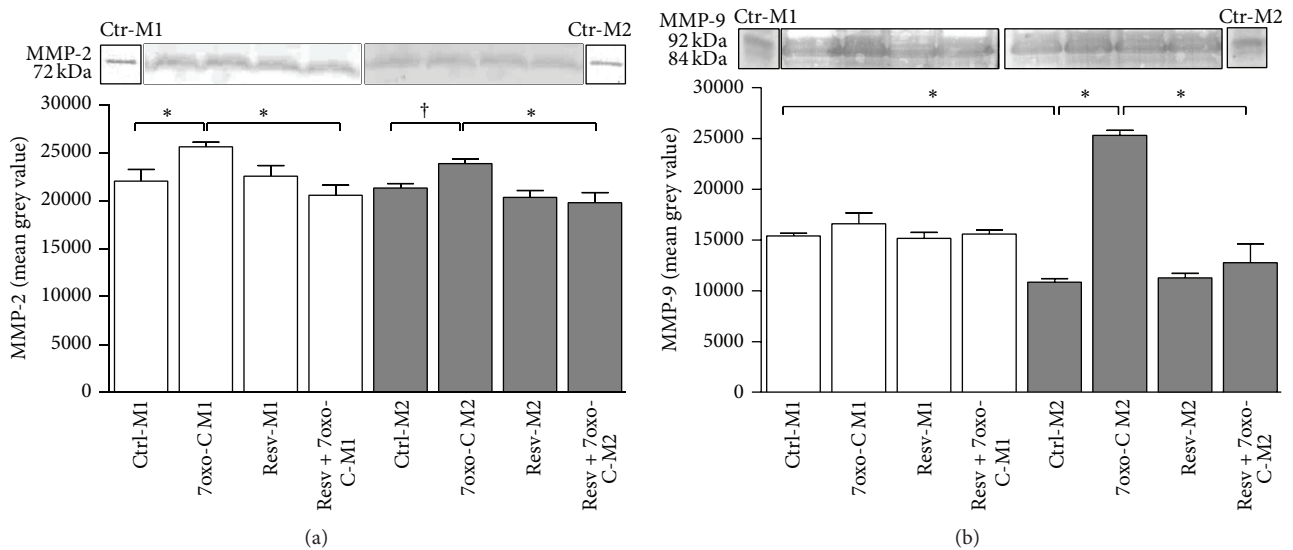 Ctr-M1
Ctr-M2
MMP-2
72 kDa
30000
25000
20000
15000
10000
5000
0
MMP-2 (mean grey value)
*
*
†
*
Ctrl-M1
7oxo-C M1
Resv-M1
Resv + 7oxo-
C-M1
Ctrl-M2
7oxo-C M2
Resv-M2
Resv + 7oxo-
C-M2
(a)
Ctr-M1
Ctr-M2
MMP-9
92 kDa
84 kDa
30000
25000
20000
15000
10000
5000
0
MMP-9 (mean grey value)
*
*
*
Ctrl-M1
7oxo-C M1
Resv-M1
Resv + 7oxo-
C-M1
Ctrl-M2
7oxo-C M2
Resv-M2
Resv + 7oxo-
C-M2
(b)